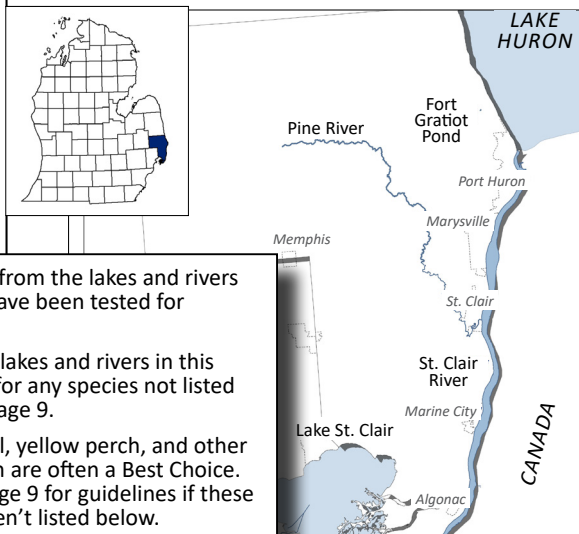 LAKE
HURON
Fort
Gratiot
Pond
Pine River
Port Huron
Marysville
Memphis
St. Clair
St. Clair
River
Marine City
Lake St. Clair
CANADA
Algonac
from the lakes and rivers
ave been tested for
lakes and rivers in this
for any species not listed
age 9.
l, yellow perch, and other
n are often a Best Choice.
ge 9 for guidelines if these
en't listed below.